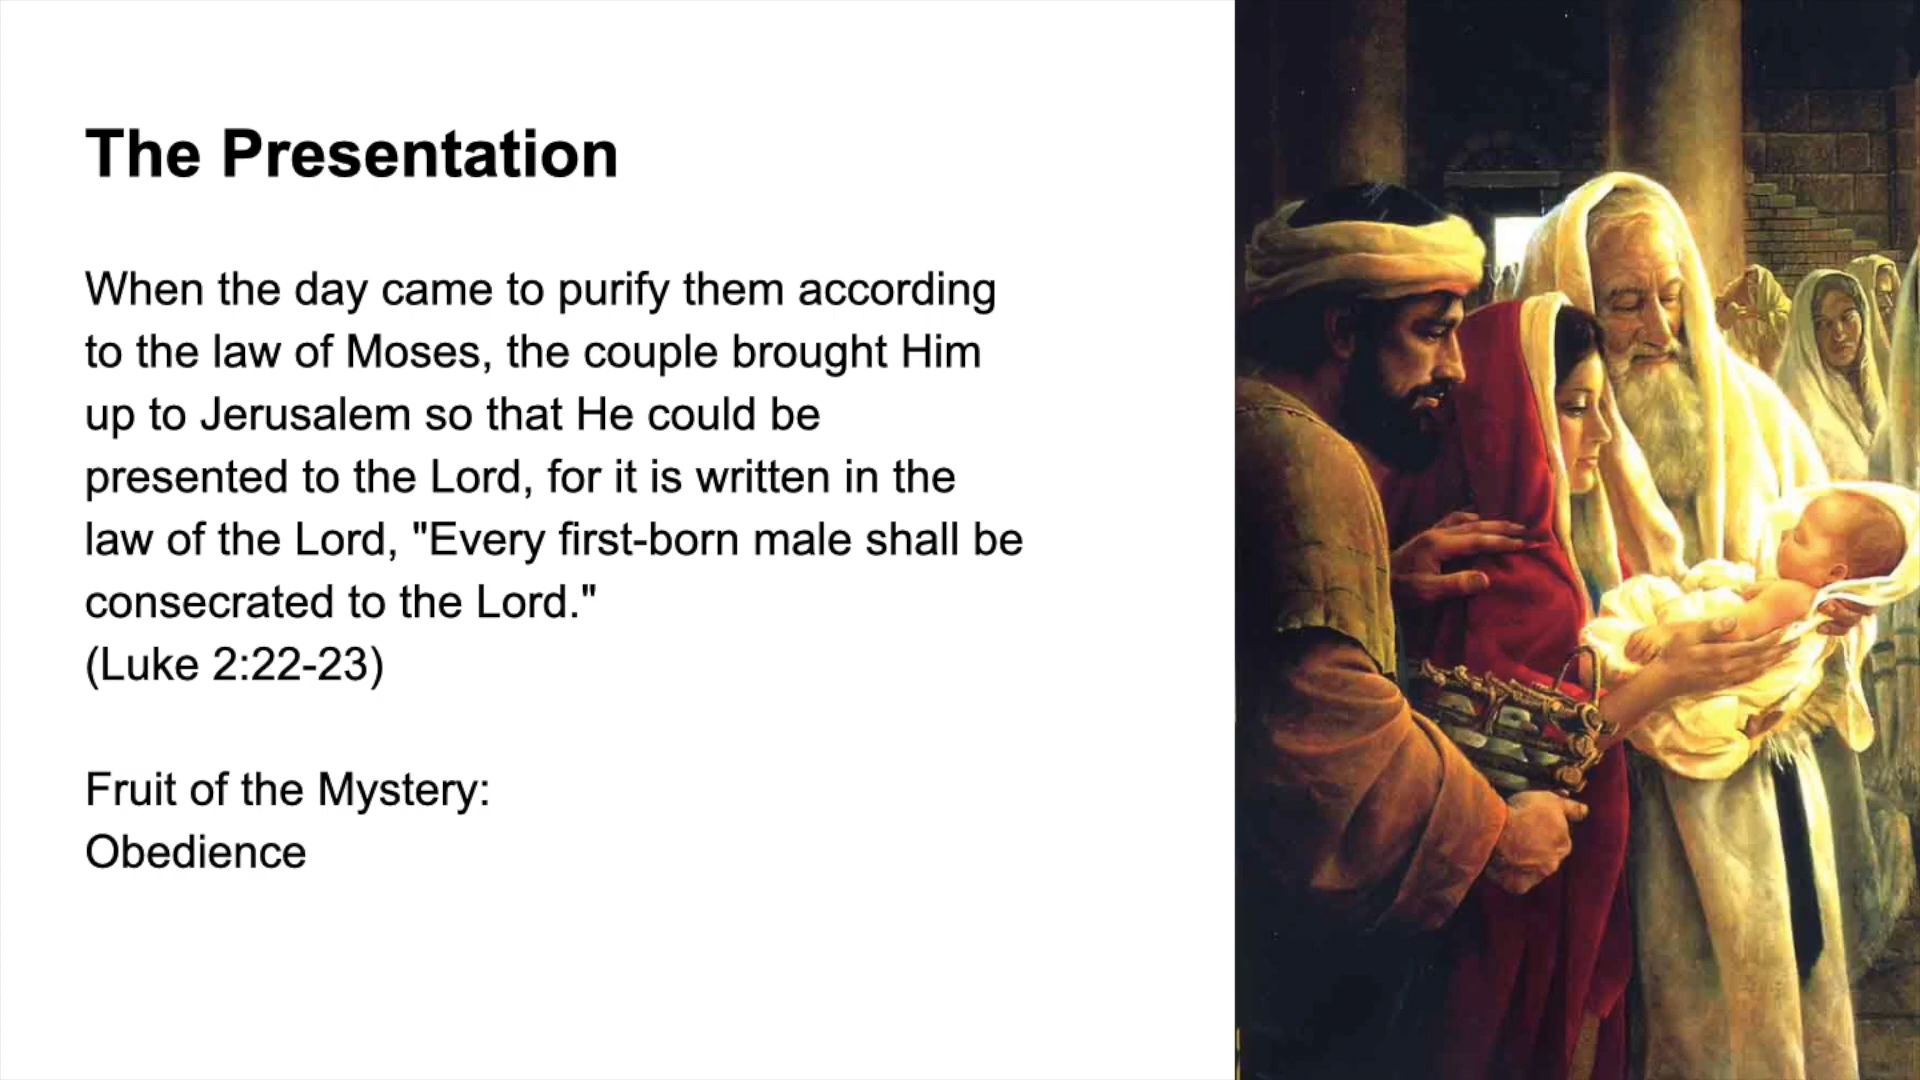 The Presentation
When the day came to purify them according
to the law of Moses, the couple brought Him
up to Jerusalem so that He could be
presented to the Lord, for it is written in the
law of the Lord, "Every first-born male shall be
consecrated to the Lord."
(Luke 2:22-23)
Fruit of the Mystery:
Obedience